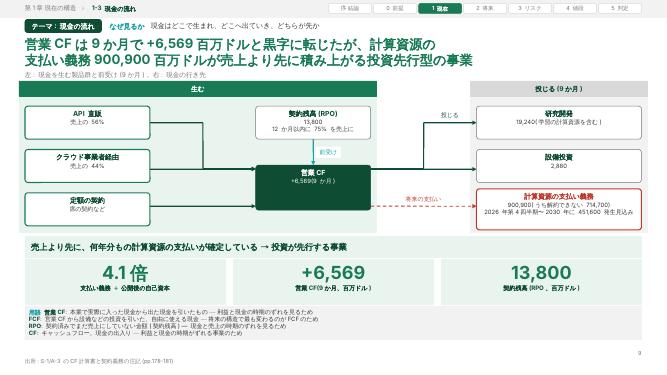 第 1 章 現在の構造 › 1-3 現金の流れ
序 結論
0 前提
1 現在
2 将来
3 リスク
4 値段
5 判定
テーマ：現金の流れ なぜ見るか 現金はどこで生まれ、どこへ出ていき、どちらが先か
営業 CF は 9 か月で +6,569 百万ドルと黒字に転じたが、計算資源の
支払い義務 900,900 百万ドルが売上より先に積み上がる投資先行型の事業
左：現金を生む製品群と前受け (9 か月)。右：現金の行き先
生む
投じる (9 か月)
API 直販
売上の 56%
クラウド事業者経由
売上の 44%
定額の契約
席の契約など
契約残高 (RPO)
13,800
12 か月以内に 75% を売上に
前受け
営業 CF
+6,569(9 か月)
投じる
将来の支払い
研究開発
19,240(学習の計算資源を含む)
設備投資
2,880
計算資源の支払い義務
900,900(うち解約できない 714,700)
2026 年第 4 四半期〜 2030 年に 451,600 発生見込み
売上より先に、何年分もの計算資源の支払いが確定している → 投資が先行する事業
4.1 倍
支払い義務 ÷ 公開後の自己資本
+6,569
営業 CF(9 か月、百万ドル)
13,800
契約残高 (RPO 、百万ドル)
用語 営業 CF: 本業で実際に入った現金から出た現金を引いたもの — 利益と現金の時期のずれを見るため
FCF: 営業 CF から設備などの投資を引いた、自由に使える現金 — 将来の構造で最も変わるのが FCF のため
RPO: 契約済みでまだ売上にしていない金額 (契約残高) — 現金と売上の時期のずれを見るため
CF: キャッシュフロー。現金の出入り — 利益と現金の時期がずれる事業のため
出所：S-1/A-3 の CF 計算書と契約義務の注記 (pp.178-181)
9